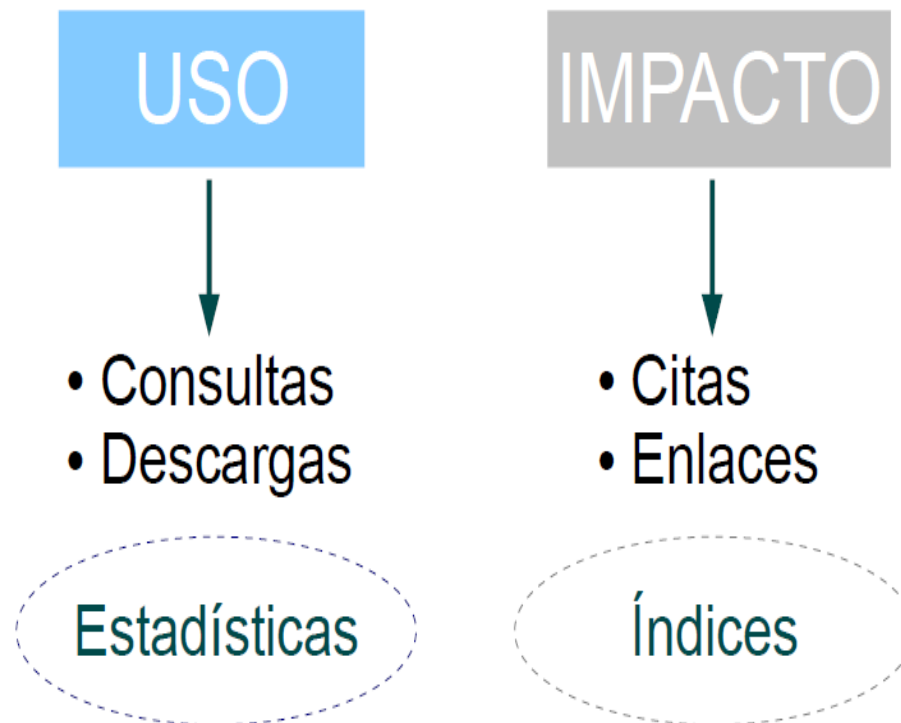 USO
• Consultas
• Descargas
Estadísticas
IMPACTO
• Citas
• Enlaces
Índices